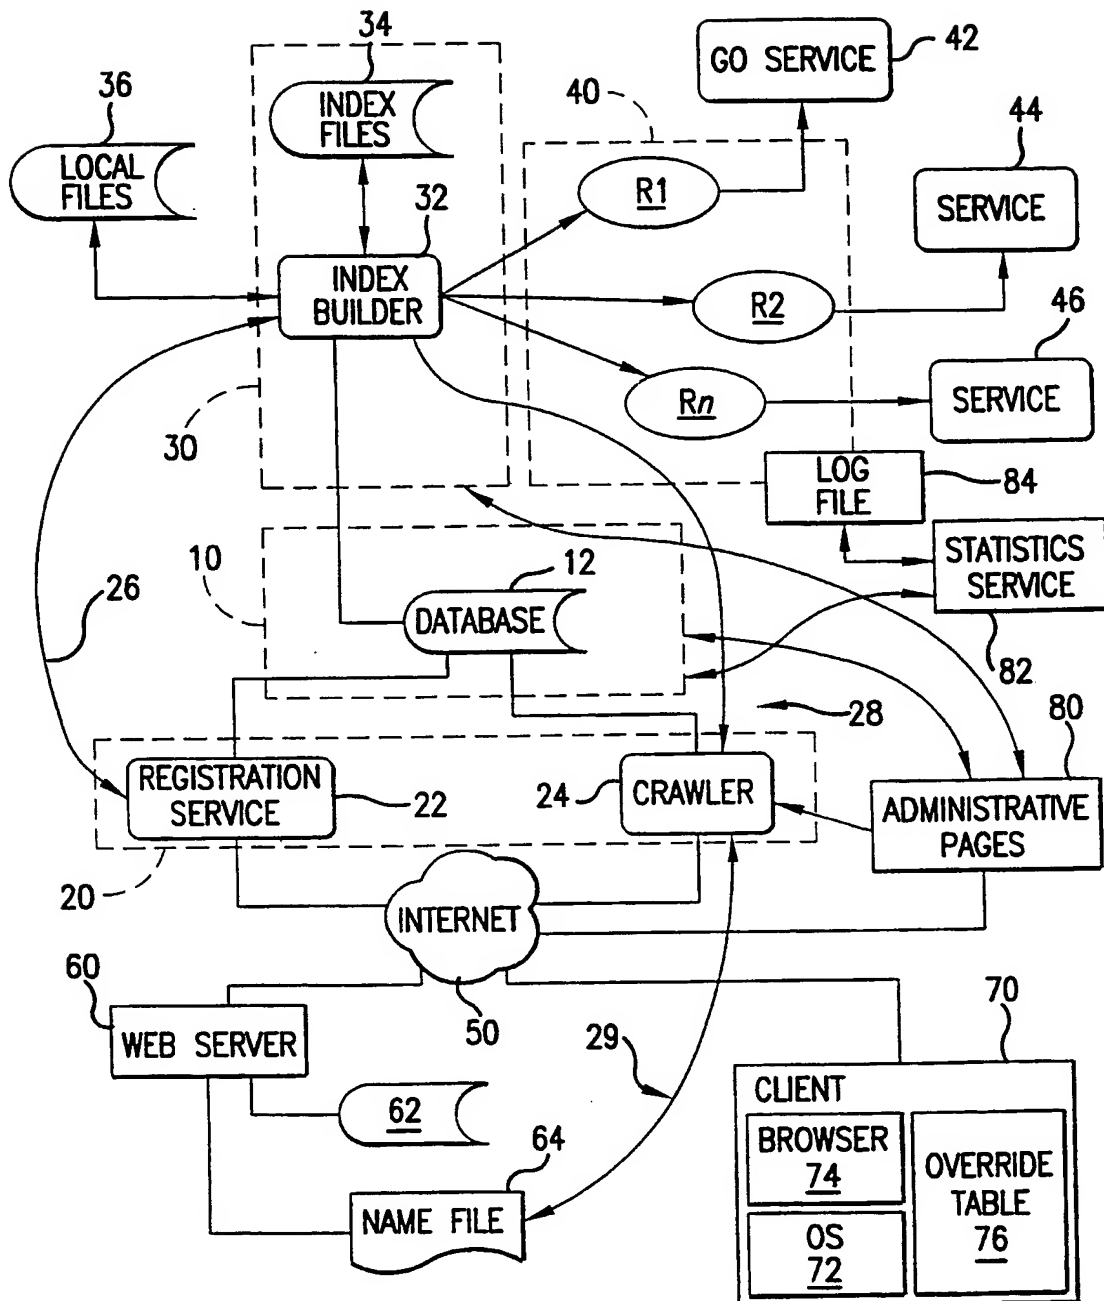 34
42
GO SERVICE
36
INDEX
FILES
40
LOCAL
FILES
44
R1
32
SERVICE
INDEX
BUILDER
R2
46
Rn
SERVICE
30
LOG
FILE
84
10
12
STATISTICS
SERVICE
26
DATABASE
82
28
80
REGISTRATION
SERVICE
22
24
CRAWLER
ADMINISTRATIVE
PAGES
20
INTERNET
60
50
70
WEB SERVER
29
CLIENT
62
BROWSER
74
OVERRIDE
TABLE
76
64
NAME FILE
OS
72